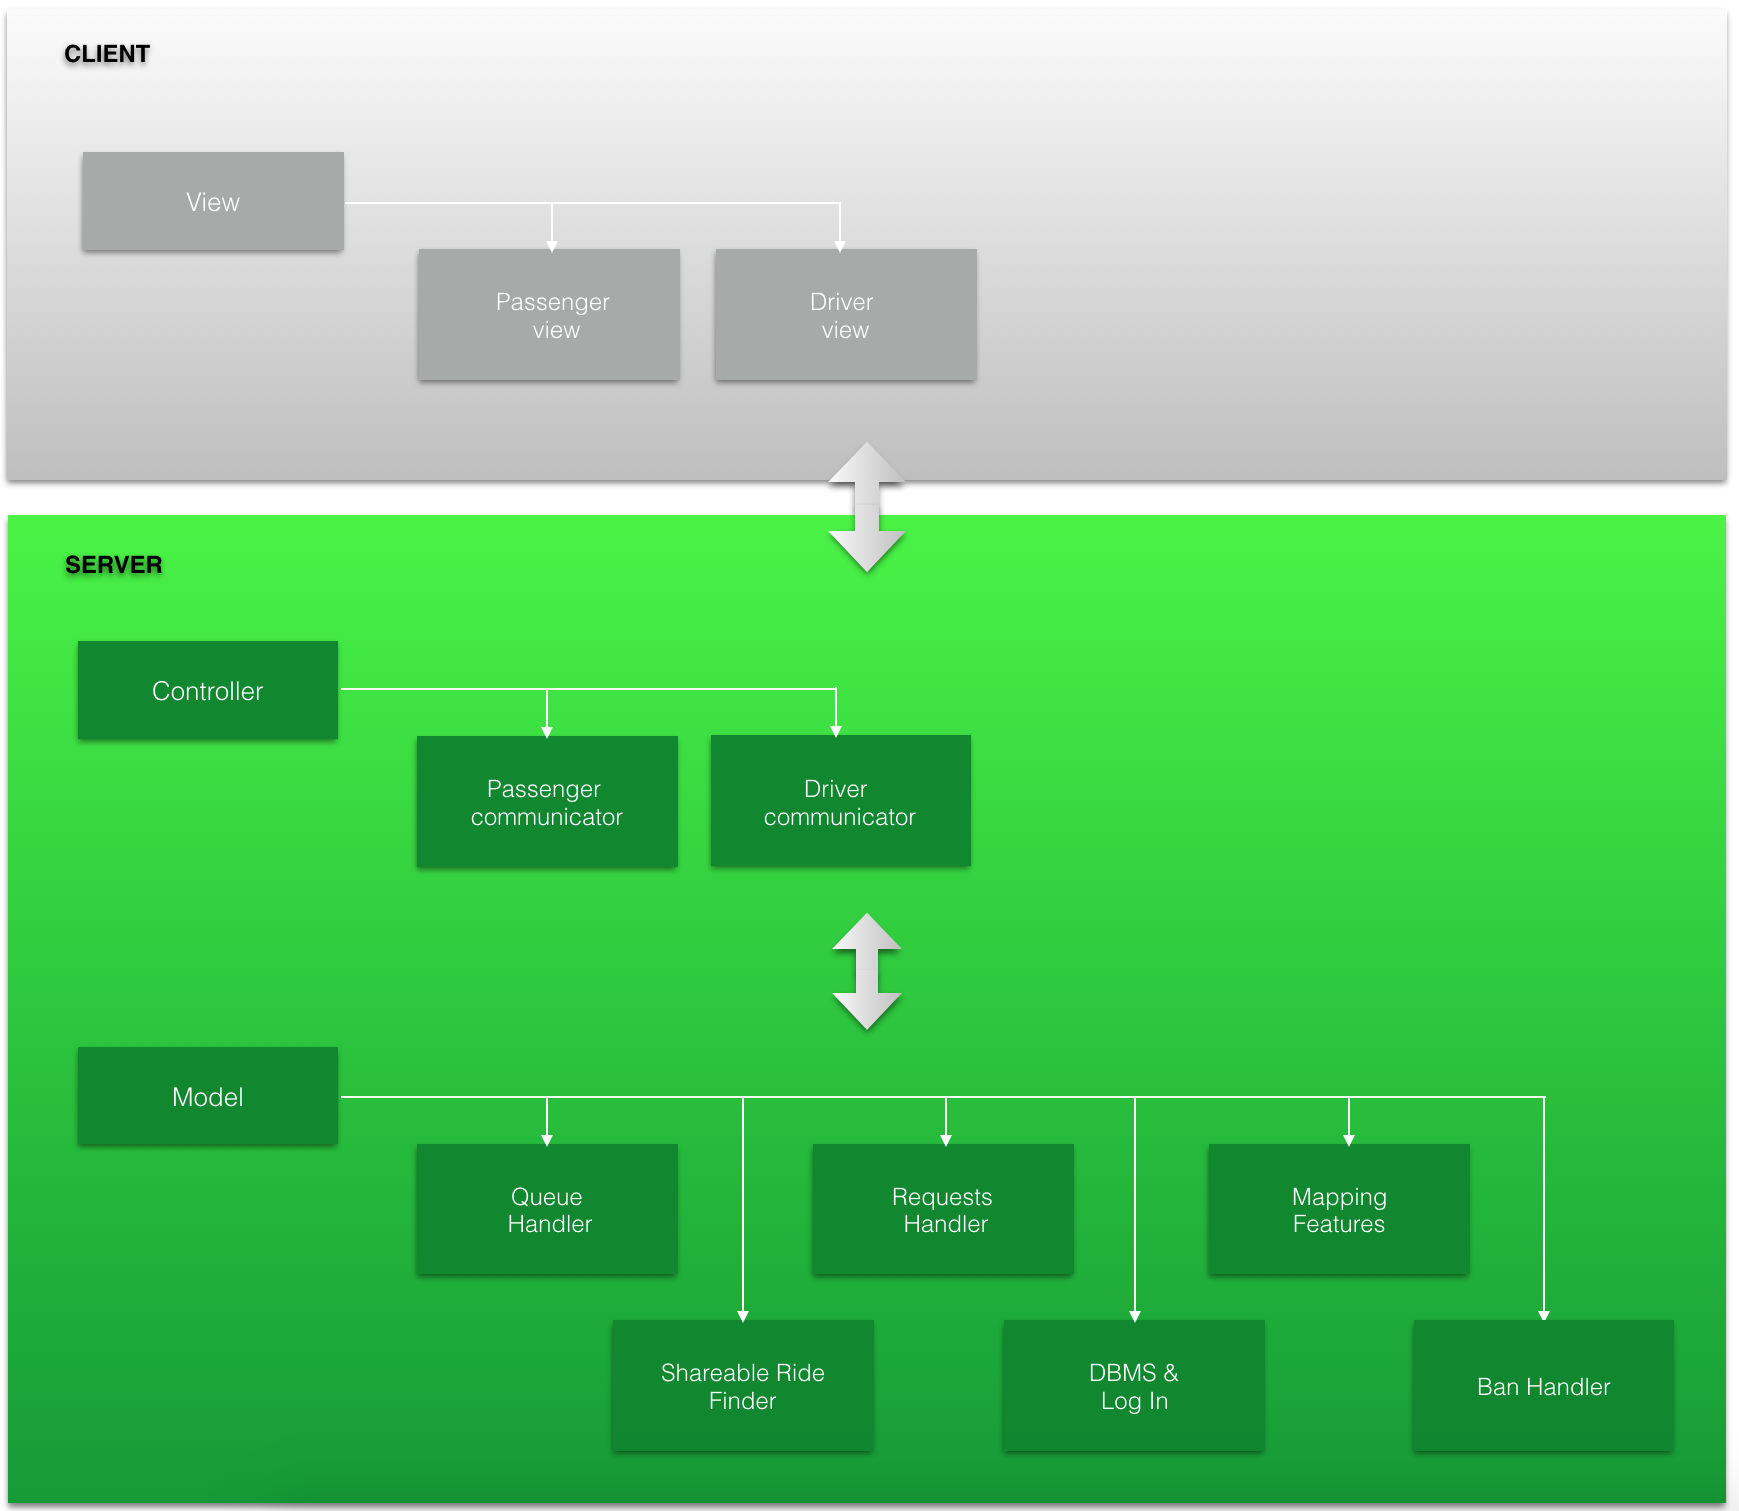 CLIENT
View
Passenger
view
Driver
view
SERVER
Controller
Passenger
communicator
Driver
communicator
Model
Queue
Handler
Requests
Handler
Mapping
Features
Shareable Ride
Finder
DBMS &
Log In
Ban Handler